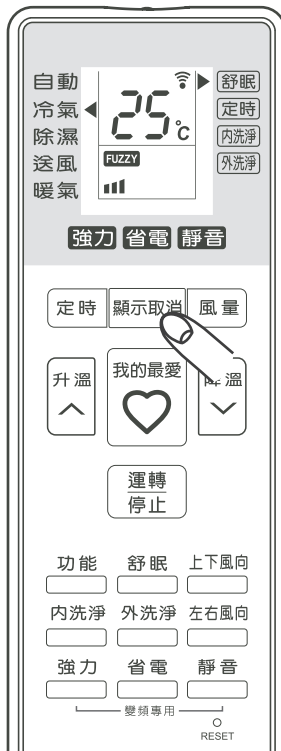 自動 舒眠
冷氣 25℃ 定時
除濕 內洗淨
送風 FUZZY 外洗淨
暖氣
強力 省電 靜音
定時 顯示取消 風量
升溫 我的最愛 溫
運轉
停止
功能 舒眠 上下風向
內洗淨 外洗淨 左右風向
強力 省電 靜音
變頻專用
RESET